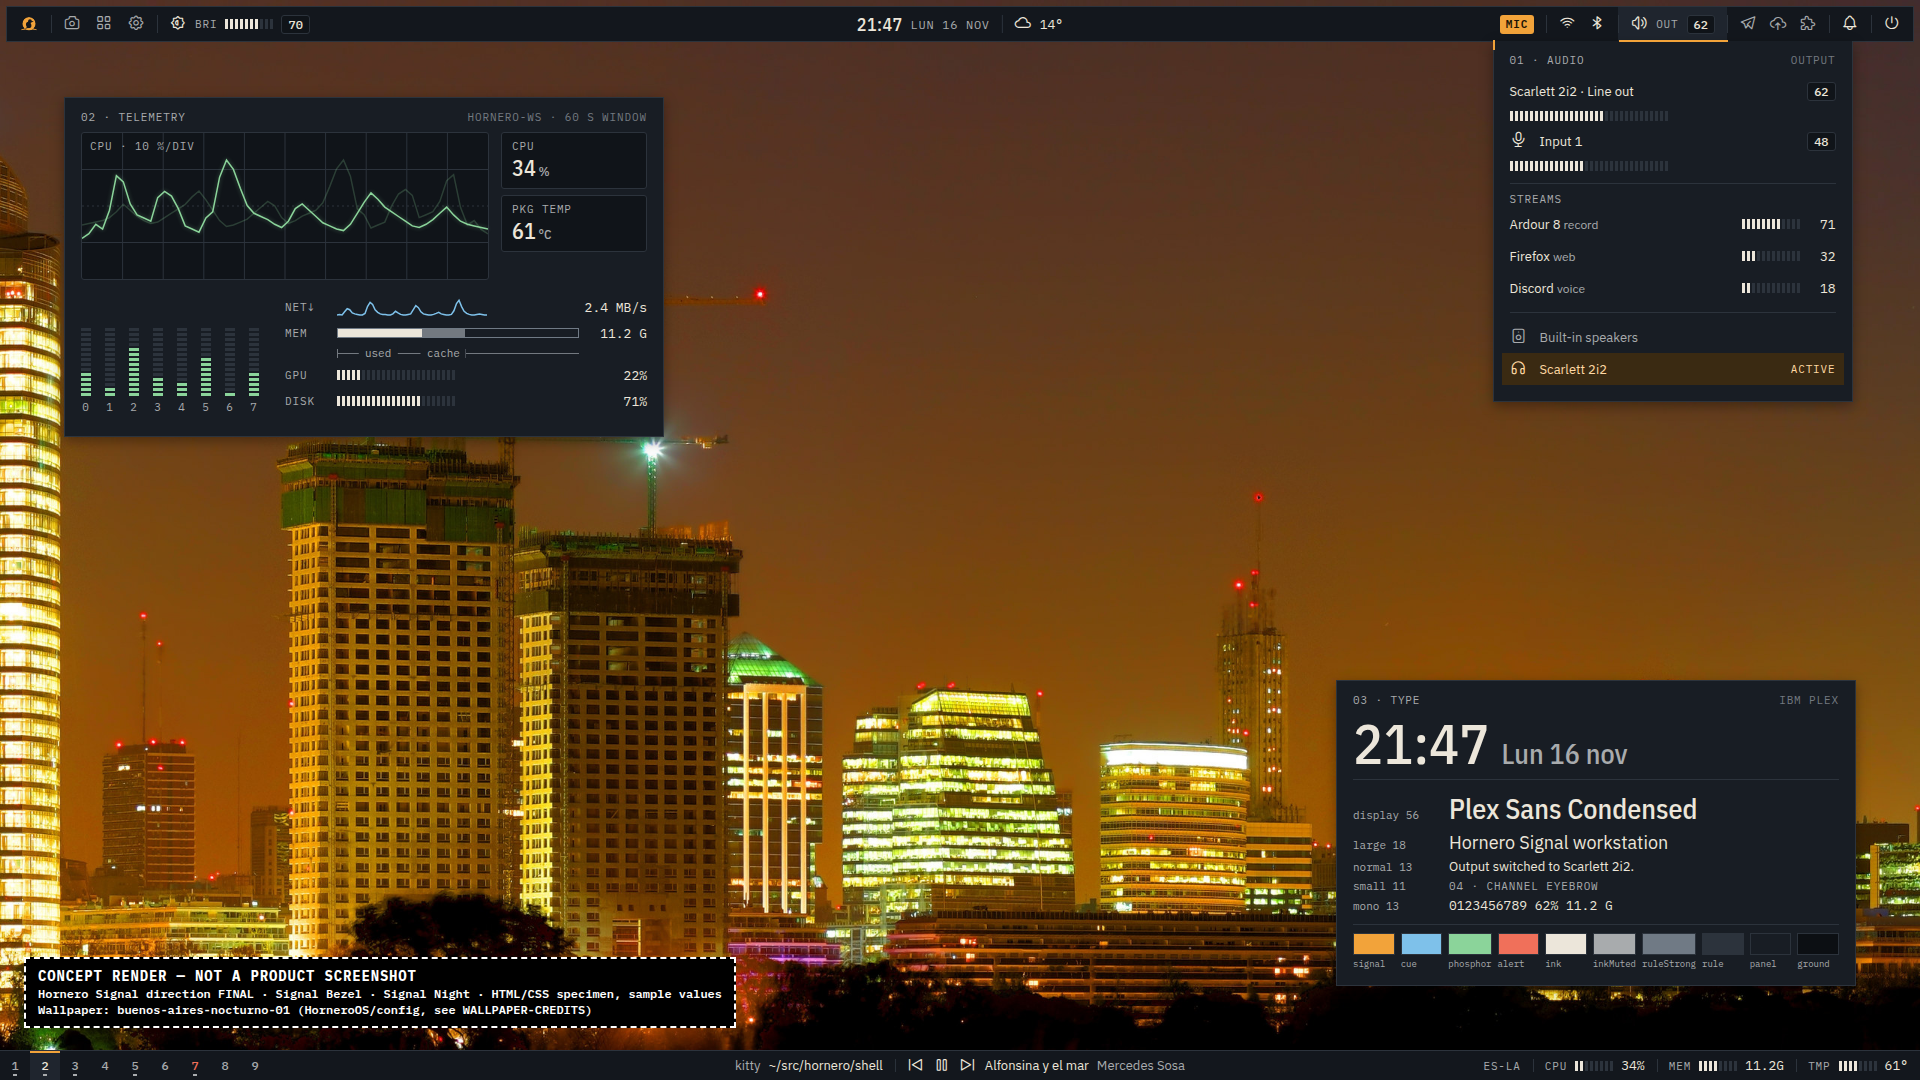 BRI 70
21:47 LUN 16 NOV 14°
MIC OUT 62
01 · AUDIO OUTPUT
Scarlett 2i2 · Line out 62
Input 1 48
STREAMS
Ardour 8 record 71
Firefox web 32
Discord voice 18
Built-in speakers
Scarlett 2i2 ACTIVE
02 · TELEMETRY HORNERO-WS · 60 S WINDOW
CPU · 10 %/DIV
CPU
34%
PKG TEMP
61°C
NET↓ 2.4 MB/s
MEM 11.2 G
used cache
GPU 22%
DISK 71%
0 1 2 3 4 5 6 7
03 · TYPE IBM PLEX
21:47 Lun 16 nov
display 56 Plex Sans Condensed
large 18 Hornero Signal workstation
normal 13 Output switched to Scarlett 2i2.
small 11 04 · CHANNEL EYEBROW
mono 13 0123456789 62% 11.2 G
signal cue phosphor alert ink inkMuted ruleStrong rule panel ground
CONCEPT RENDER — NOT A PRODUCT SCREENSHOT
Hornero Signal direction FINAL · Signal Bezel · Signal Night · HTML/CSS specimen, sample values
Wallpaper: buenos-aires-nocturno-01 (HorneroOS/config, see WALLPAPER-CREDITS)
1 2 3 4 5 6 7 8 9
kitty ~/src/hornero/shell Alfonsina y el mar Mercedes Sosa
ES-LA CPU 34% MEM 11.2G TMP 61°